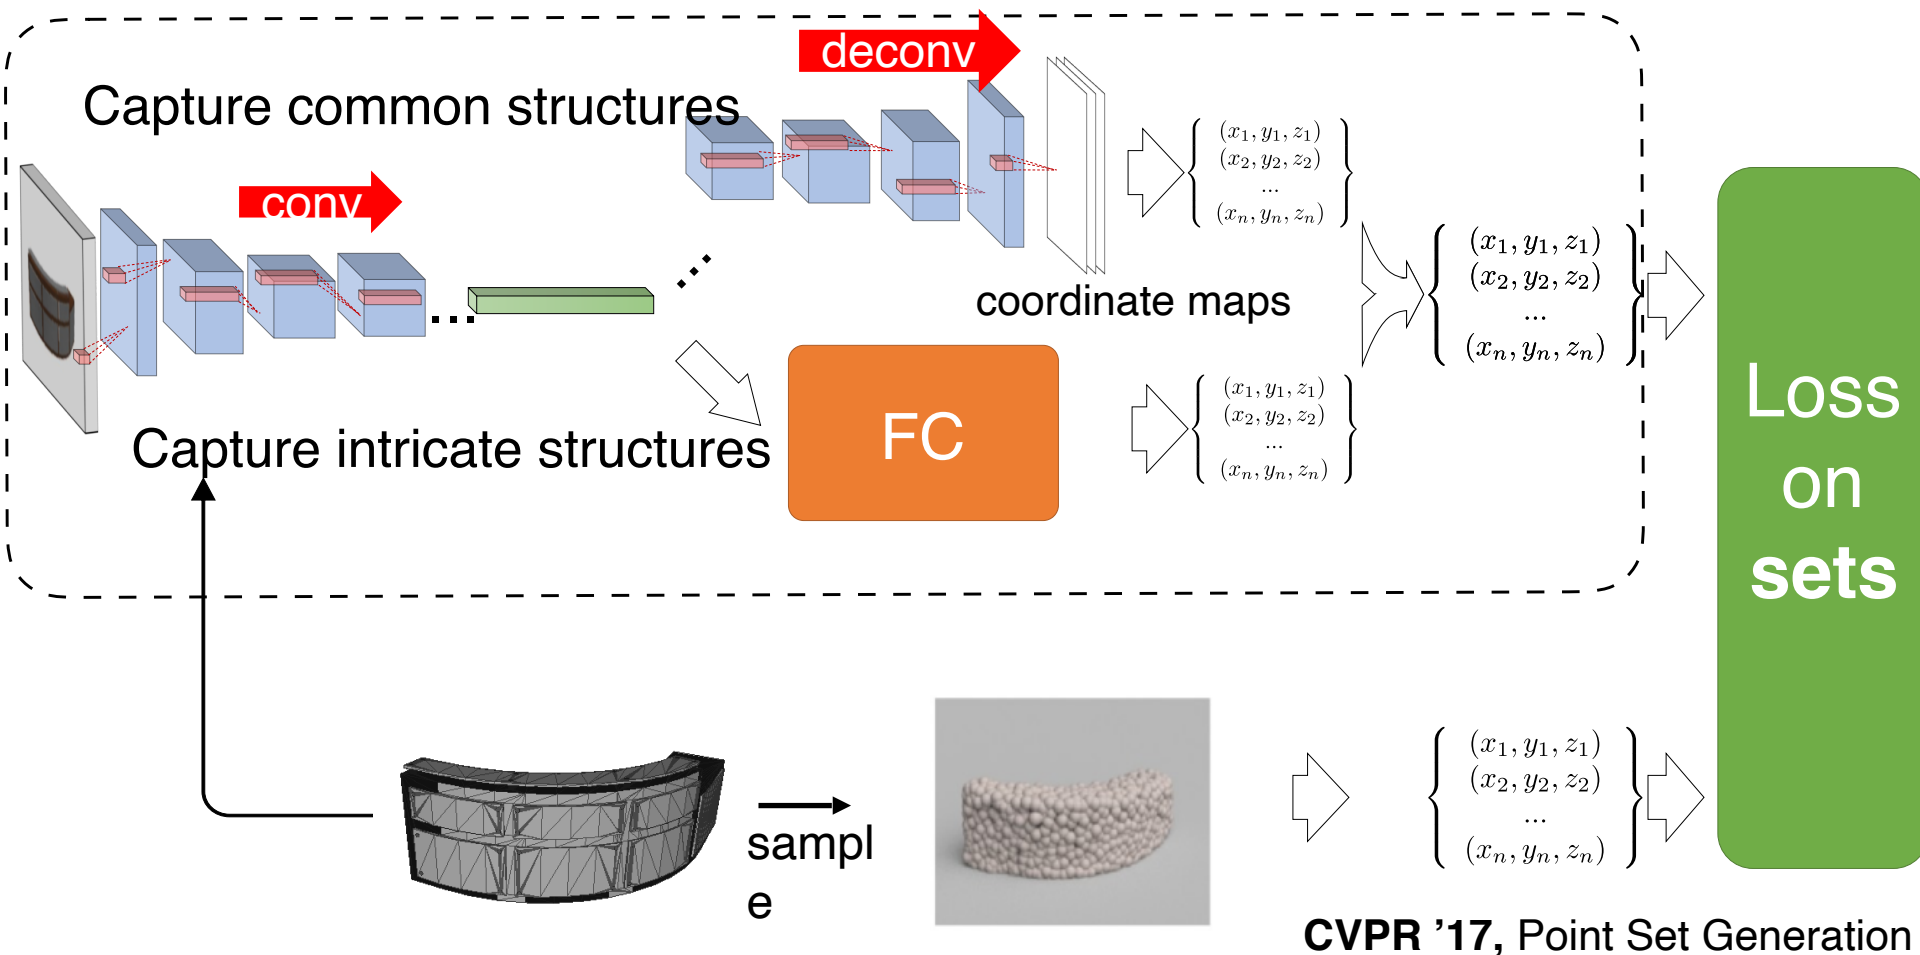 deconv
Capture common structures
conv
(x₁, y₁, z₁)
(x₂, y₂, z₂)
...
(xₙ, yₙ, zₙ)
coordinate maps
(x₁, y₁, z₁)
(x₂, y₂, z₂)
...
(xₙ, yₙ, zₙ)
Capture intricate structures
FC
(x₁, y₁, z₁)
(x₂, y₂, z₂)
...
(xₙ, yₙ, zₙ)
Loss
on
sets
sampl
e
(x₁, y₁, z₁)
(x₂, y₂, z₂)
...
(xₙ, yₙ, zₙ)
CVPR ’17, Point Set Generation